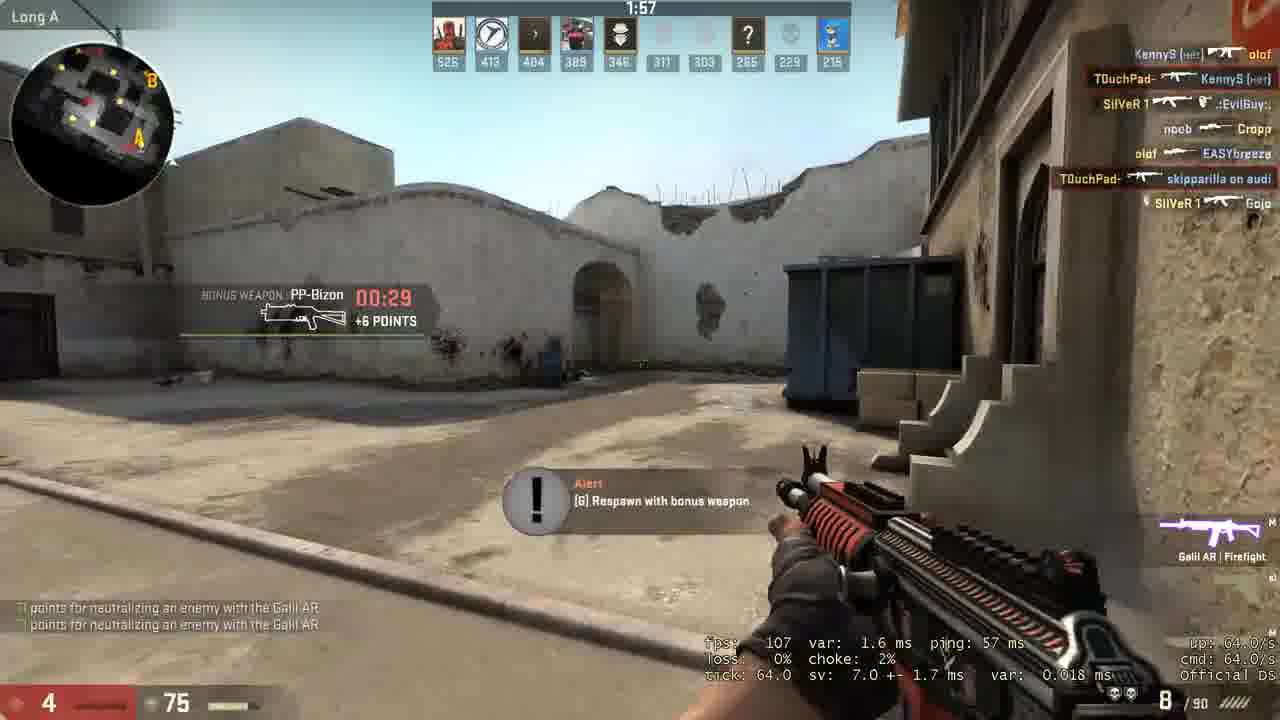 Long A
1:57
?
526 413 404 389 346 311 303 265 229 215
B
A
KennyS [HER] olof
T0uchPad- KennyS [HER]
SilVeR 1 .:EvilGuy:.
noob Cropp
olof EASYbreeze
T0uchPad- skipparilla on audi
SilVeR 1 Gojo
BONUS WEAPON: PP-Bizon 00:29
+6 POINTS
!
Alert
[G] Respawn with bonus weapon
Galil AR | Firefight
points for neutralizing an enemy with the Galil AR
points for neutralizing an enemy with the Galil AR
fps: 107 var: 1.6 ms ping: 57 ms up: 64.0/s
loss: 0% choke: 2% cmd: 64.0/s
tick: 64.0 sv: 7.0 +- 1.7 ms var: 0.018 ms Official DS
4 75 8 / 90